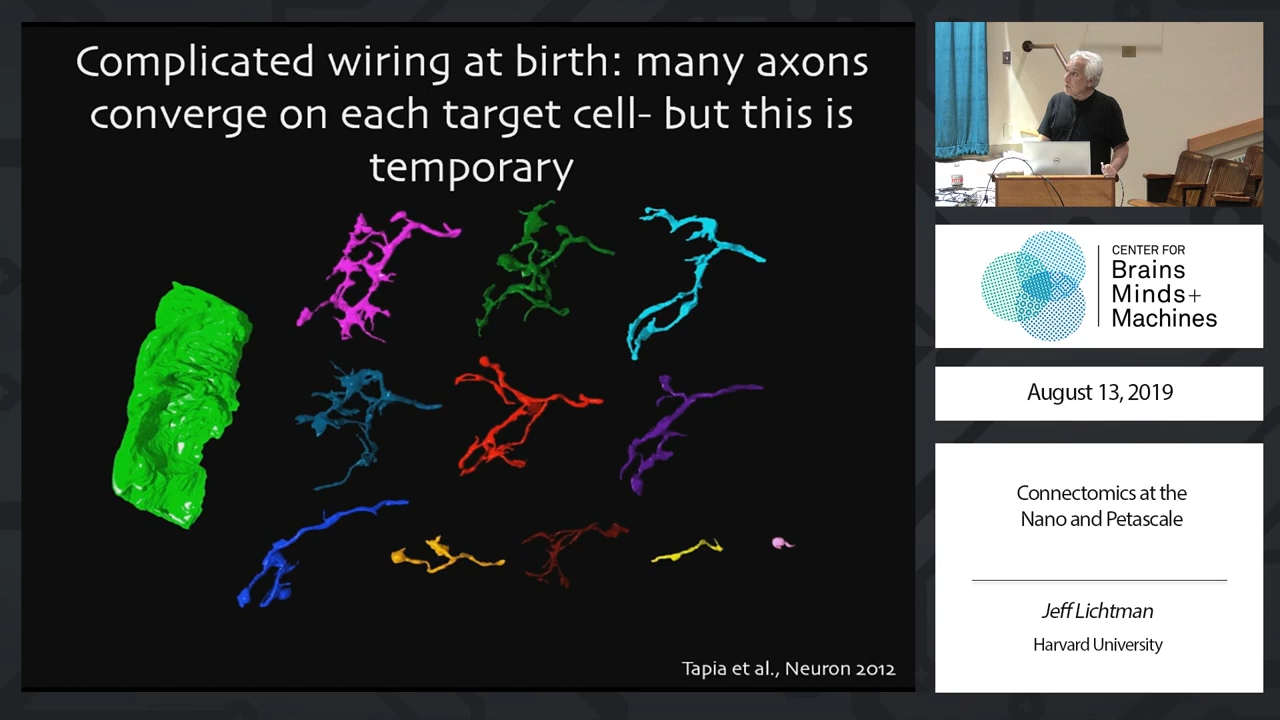 Complicated wiring at birth: many axons
converge on each target cell- but this is
temporary
Tapia et al., Neuron 2012
CENTER FOR
Brains
Minds+
Machines
August 13, 2019
Connectomics at the
Nano and Petascale
Jeff Lichtman
Harvard University